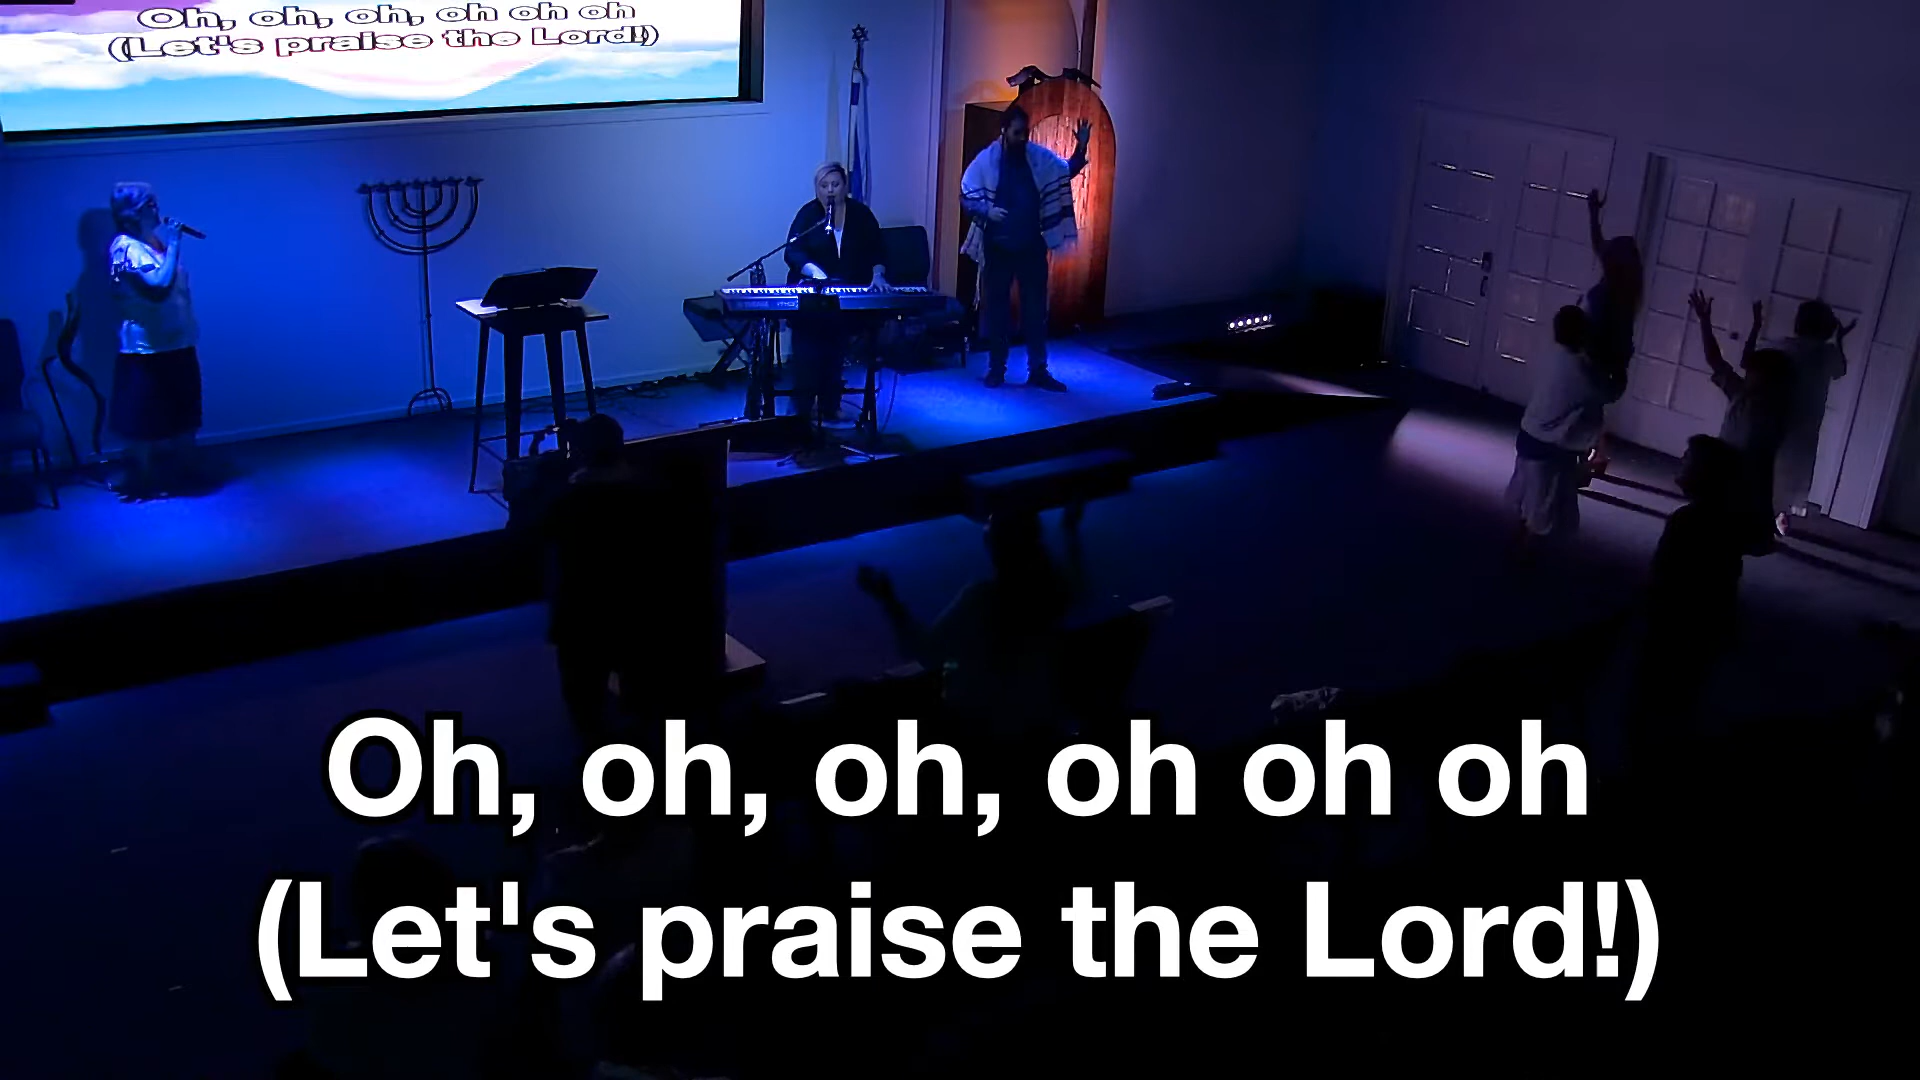 Oh, oh, oh, oh oh oh
(Let's praise the Lord!)
Oh, oh, oh, oh oh oh
(Let's praise the Lord!)